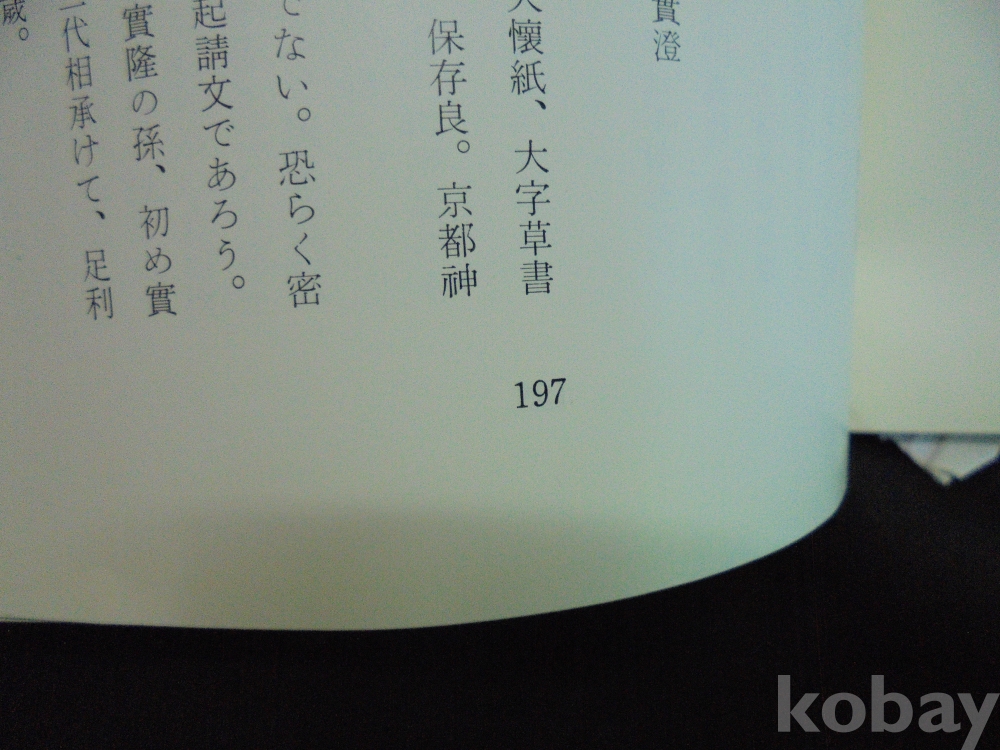 實澄
懷紙、大字草書
保存良。京都神
でない。恐らく密
起請文であろう。
實隆の孫、初め實
代相承けて、足利
歳。
197
kobay